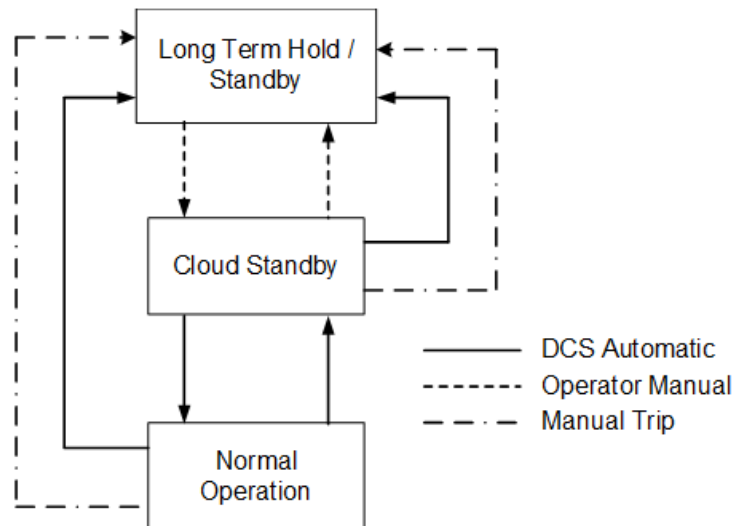 Long Term Hold /
Standby
Cloud Standby
Normal
Operation
DCS Automatic
Operator Manual
Manual Trip